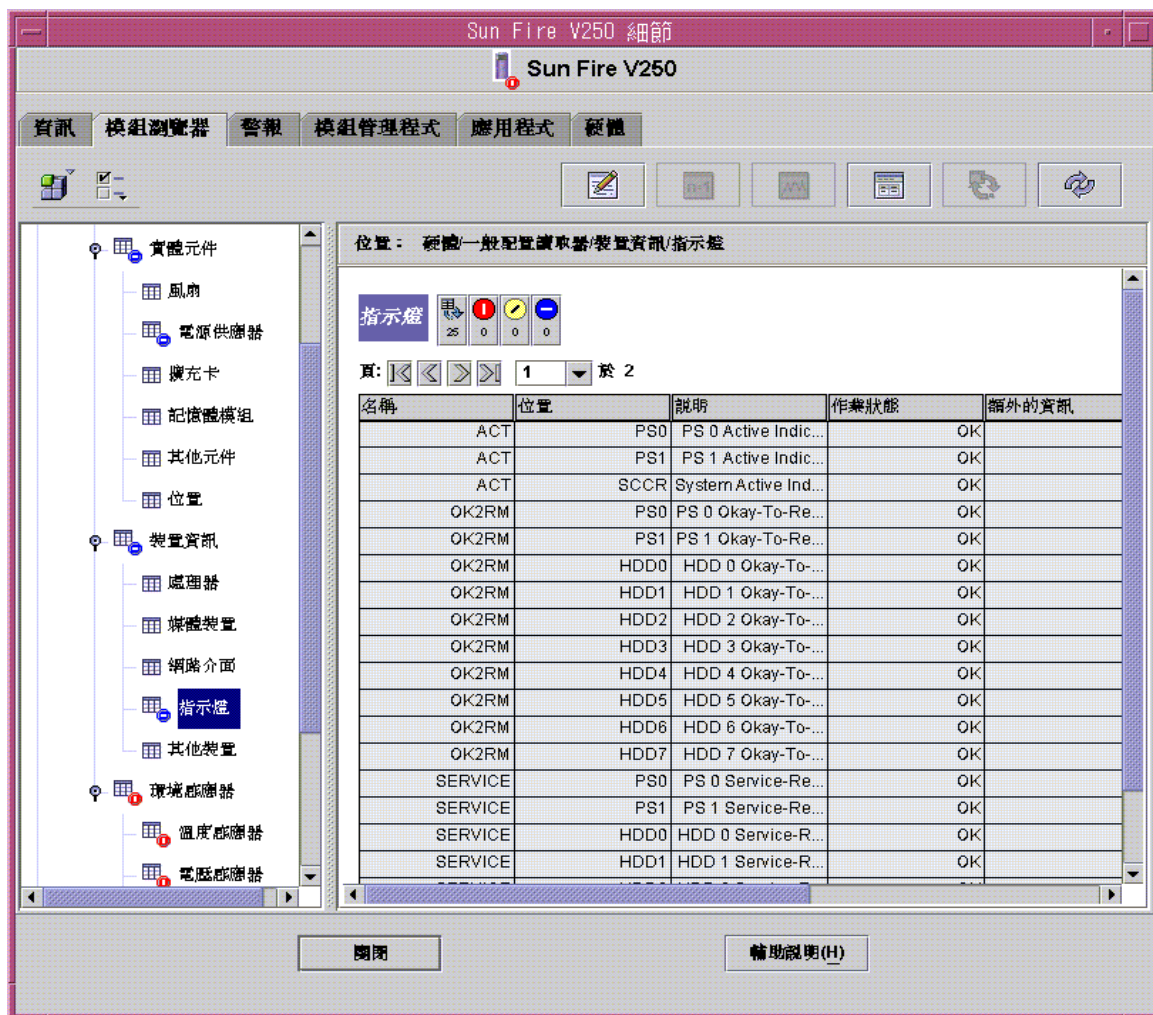 Sun Fire V250 細節
Sun Fire V250
資訊 模組瀏覽器 警報 模組管理程式 應用程式 硬體
實體元件
風扇
電源供應器
擴充卡
記憶體模組
其他元件
位置
裝置資訊
處理器
媒體裝置
網路介面
指示燈
其他裝置
環境感應器
溫度感應器
電壓感應器
位置: 硬體/一般配置讀取器/裝置資訊/指示燈
指示燈 25 0 0 0
頁: 1 於 2
名稱 位置 說明 作業狀態 額外的資訊
ACT PS0 PS 0 Active Indic... OK
ACT PS1 PS 1 Active Indic... OK
ACT SCCR System Active Ind... OK
OK2RM PS0 PS 0 Okay-To-Re... OK
OK2RM PS1 PS 1 Okay-To-Re... OK
OK2RM HDD0 HDD 0 Okay-To-... OK
OK2RM HDD1 HDD 1 Okay-To-... OK
OK2RM HDD2 HDD 2 Okay-To-... OK
OK2RM HDD3 HDD 3 Okay-To-... OK
OK2RM HDD4 HDD 4 Okay-To-... OK
OK2RM HDD5 HDD 5 Okay-To-... OK
OK2RM HDD6 HDD 6 Okay-To-... OK
OK2RM HDD7 HDD 7 Okay-To-... OK
SERVICE PS0 PS 0 Service-Re... OK
SERVICE PS1 PS 1 Service-Re... OK
SERVICE HDD0 HDD 0 Service-R... OK
SERVICE HDD1 HDD 1 Service-R... OK
關閉 輔助說明(H)